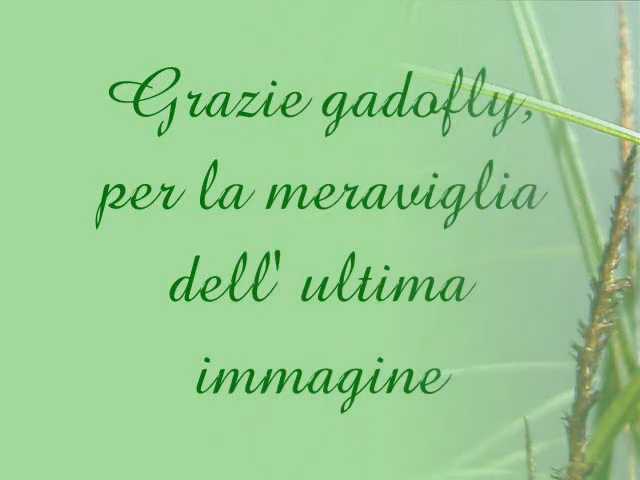 Grazie gadofly,
per la meraviglia
dell' ultima
immagine